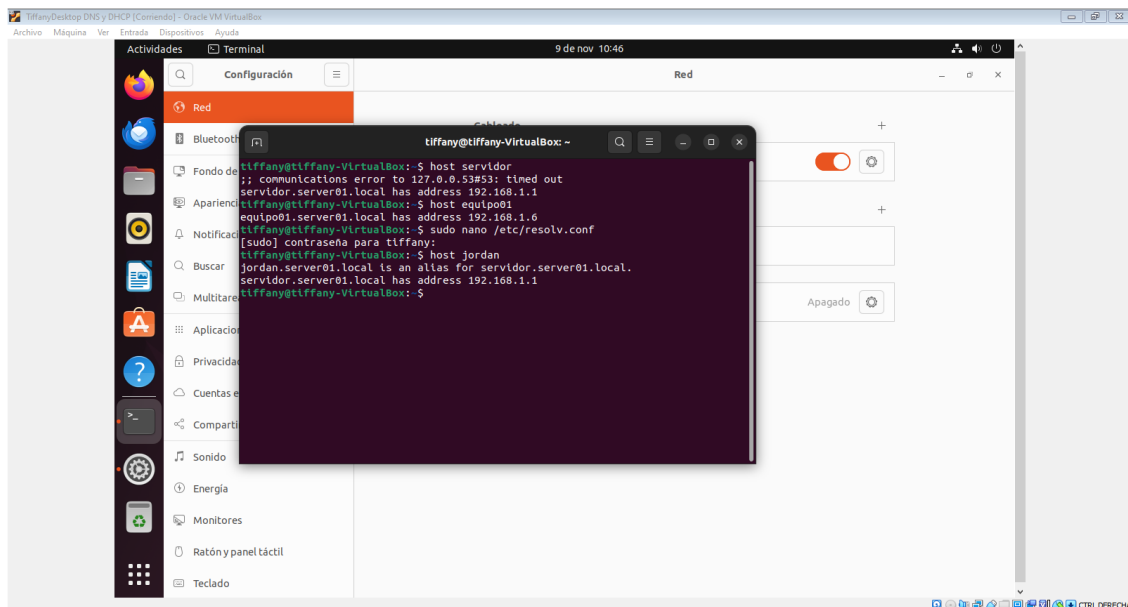 TiffanyDesktop DNS y DHCP [Corriendo] - Oracle VM VirtualBox
Archivo Máquina Ver Entrada Dispositivos Ayuda
Actividades Terminal 9 de nov 10:46
Configuración Red
Red
Cableado
Bluetooth
tiffany@tiffany-VirtualBox: ~
Fondo de
Aparienci
Notificaci
Buscar
Multitare
Aplicacion
Privacidad
Cuentas e
Comparti
Sonido
Energía
Monitores
Ratón y panel táctil
Teclado
tiffany@tiffany-VirtualBox:~$ host servidor
;; communications error to 127.0.0.53#53: timed out
servidor.server01.local has address 192.168.1.1
tiffany@tiffany-VirtualBox:~$ host equipo01
equipo01.server01.local has address 192.168.1.6
tiffany@tiffany-VirtualBox:~$ sudo nano /etc/resolv.conf
[sudo] contraseña para tiffany:
tiffany@tiffany-VirtualBox:~$ host jordan
jordan.server01.local is an alias for servidor.server01.local.
servidor.server01.local has address 192.168.1.1
tiffany@tiffany-VirtualBox:~$
Apagado
CTRL DERECHA